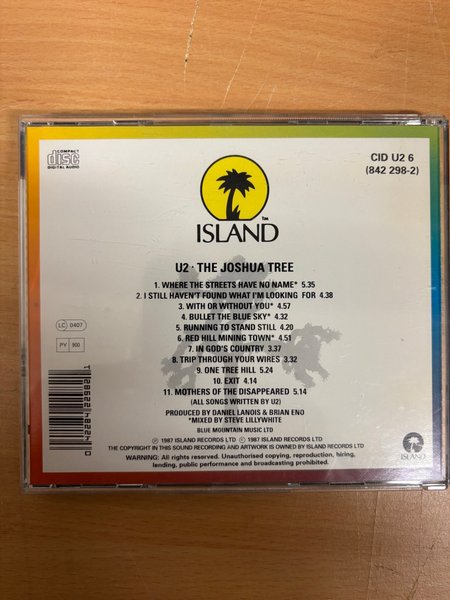 COMPACT
disc
DIGITAL AUDIO
CID U2 6
(842 298-2)
TM
ISLAND
U2 · THE JOSHUA TREE
1. WHERE THE STREETS HAVE NO NAME* 5.35
2. I STILL HAVEN'T FOUND WHAT I'M LOOKING FOR 4.38
3. WITH OR WITHOUT YOU* 4.57
4. BULLET THE BLUE SKY* 4.32
5. RUNNING TO STAND STILL 4.20
6. RED HILL MINING TOWN* 4.51
7. IN GOD'S COUNTRY 3.37
8. TRIP THROUGH YOUR WIRES 3.32
9. ONE TREE HILL 5.24
10. EXIT 4.14
11. MOTHERS OF THE DISAPPEARED 5.14
(ALL SONGS WRITTEN BY U2)
PRODUCED BY DANIEL LANOIS & BRIAN ENO
*MIXED BY STEVE LILLYWHITE
BLUE MOUNTAIN MUSIC LTD
℗ 1987 ISLAND RECORDS LTD © 1987 ISLAND RECORDS LTD
THE COPYRIGHT IN THIS SOUND RECORDING AND ARTWORK IS OWNED BY ISLAND RECORDS LTD
WARNING: All rights reserved. Unauthorised copying, reproduction, hiring,
lending, public performance and broadcasting prohibited.
LC 0407
PY 900
ISLAND